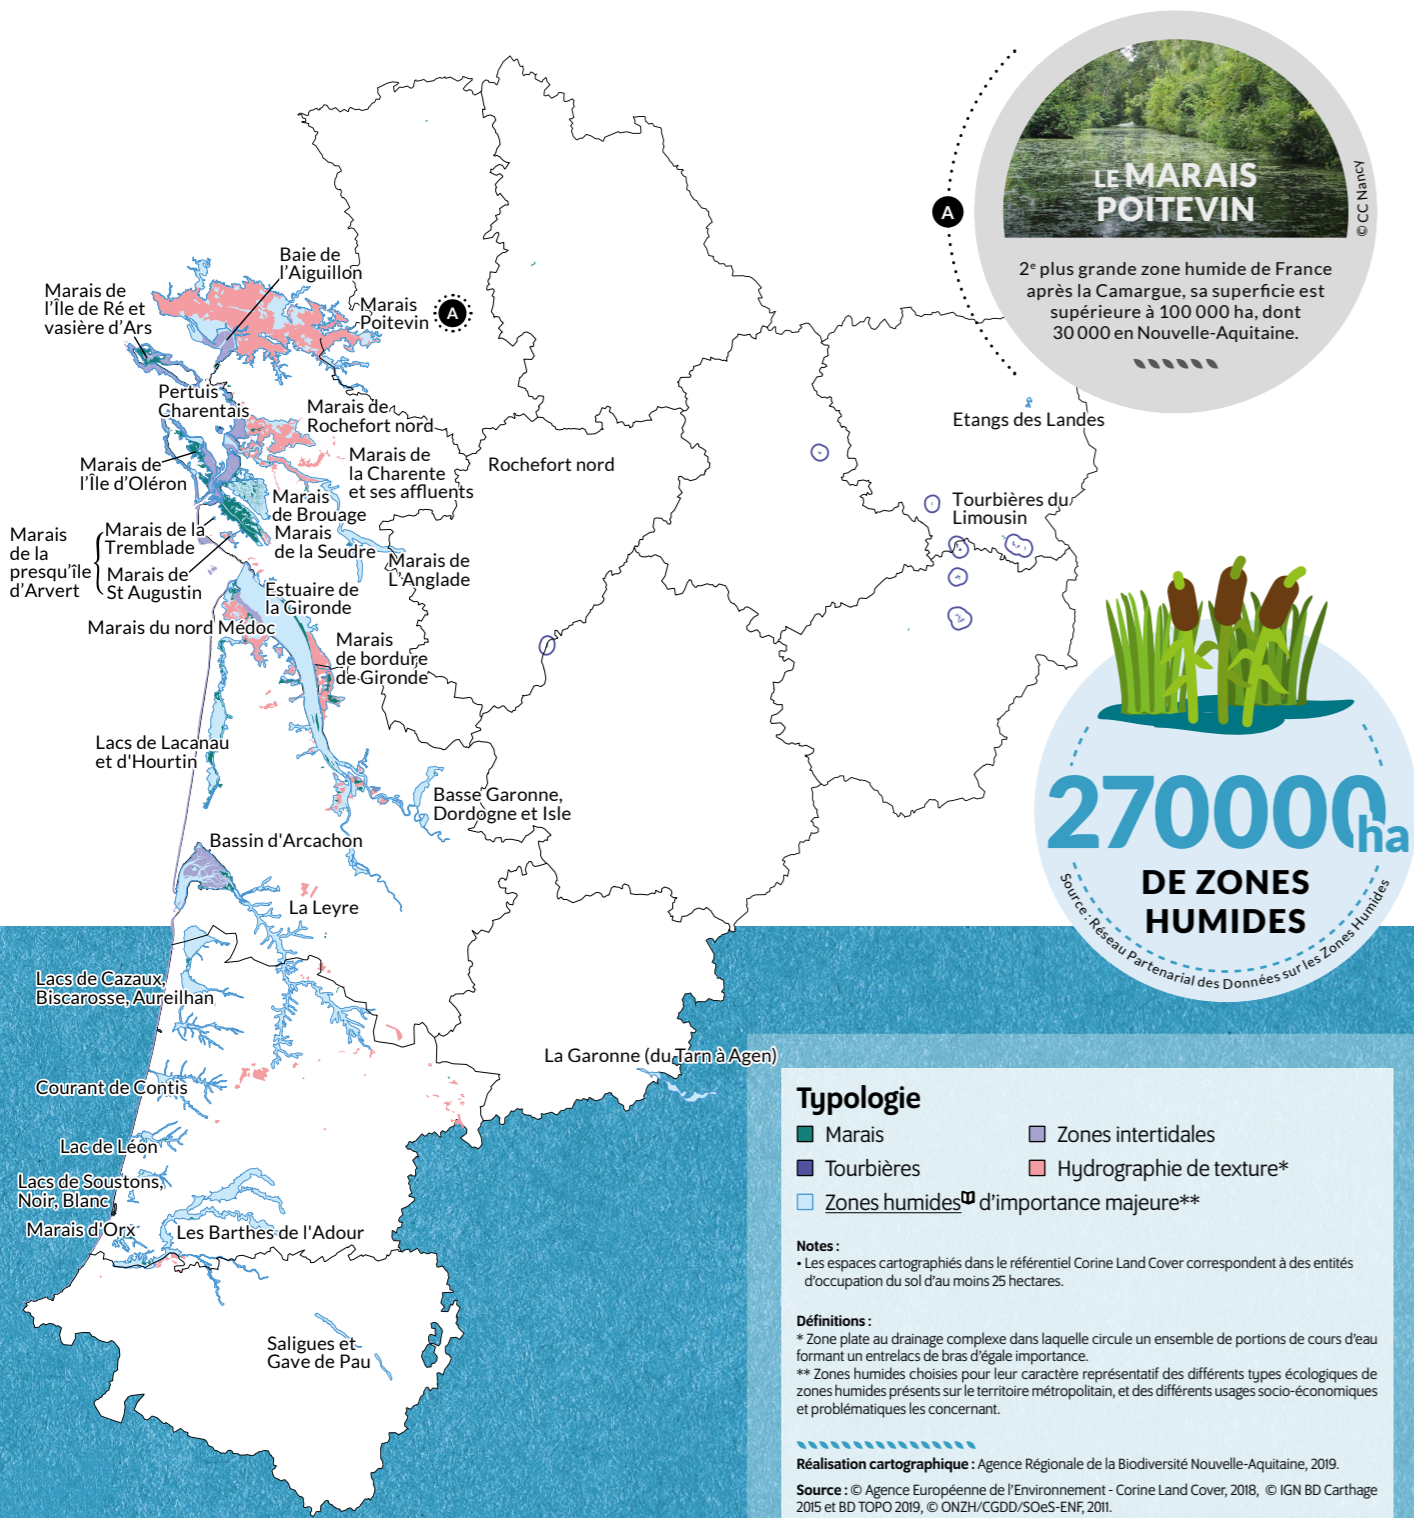 LE MARAIS
POITEVIN
© CC Nancy
A
2e plus grande zone humide de France
après la Camargue, sa superficie est
supérieure à 100 000 ha, dont
30 000 en Nouvelle-Aquitaine.
Baie de
l'Aiguillon
Marais de
l'Île de Ré et
vasière d'Ars
Marais
Poitevin
A
Pertuis
Charentais
Marais de
Rochefort nord
Etangs des Landes
Marais de
l'Île d'Oléron
Marais de
la Charente
et ses affluents
Rochefort nord
Marais
de Brouage
Tourbières du
Limousin
Marais
de la
presqu'île
d'Arvert
Marais de la
Tremblade
Marais de
St Augustin
Marais
de la Seudre
Marais de
L'Anglade
Estuaire de
la Gironde
Marais du nord Médoc
Marais
de bordure
de Gironde
Lacs de Lacanau
et d'Hourtin
Basse Garonne,
Dordogne et Isle
Bassin d'Arcachon
La Leyre
270000 ha
DE ZONES
HUMIDES
Source : Réseau Partenarial des Données sur les Zones Humides
Lacs de Cazaux,
Biscarosse, Aureilhan
La Garonne (du Tarn à Agen)
Courant de Contis
Lac de Léon
Lacs de Soustons,
Noir, Blanc
Marais d'Orx
Les Barthes de l'Adour
Saligues et
Gave de Pau
Typologie
Marais
Zones intertidales
Tourbières
Hydrographie de texture*
Zones humides d'importance majeure**
Notes :
• Les espaces cartographiés dans le référentiel Corine Land Cover correspondent à des entités
d'occupation du sol d'au moins 25 hectares.
Définitions :
* Zone plate au drainage complexe dans laquelle circule un ensemble de portions de cours d'eau
formant un entrelacs de bras d'égale importance.
** Zones humides choisies pour leur caractère représentatif des différents types écologiques de
zones humides présents sur le territoire métropolitain, et des différents usages socio-économiques
et problématiques les concernant.
Réalisation cartographique : Agence Régionale de la Biodiversité Nouvelle-Aquitaine, 2019.
Source : © Agence Européenne de l'Environnement - Corine Land Cover, 2018, © IGN BD Carthage
2015 et BD TOPO 2019, © ONZH/CGDD/SOeS-ENF, 2011.